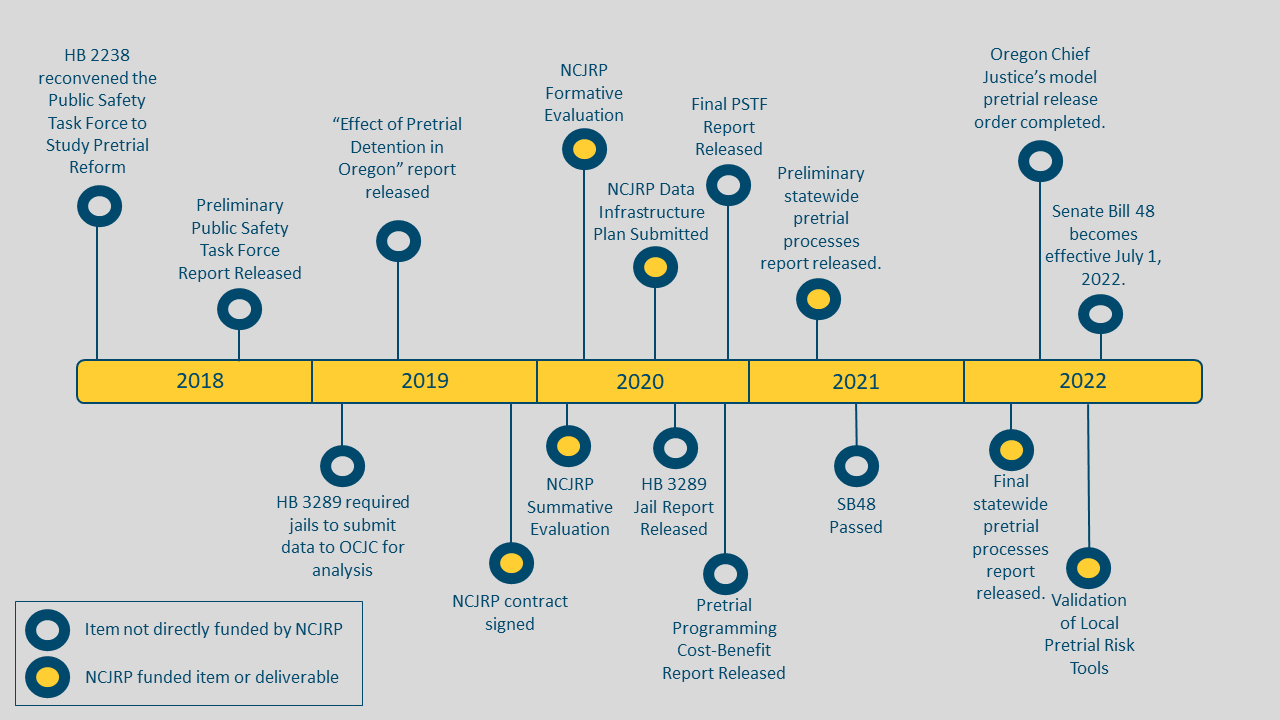 HB 2238
reconvened the
Public Safety
Task Force to
Study Pretrial
Reform
Preliminary
Public Safety
Task Force
Report Released
“Effect of Pretrial
Detention in
Oregon” report
released
NCJRP
Formative
Evaluation
NCJRP Data
Infrastructure
Plan Submitted
Final PSTF
Report
Released
Preliminary
statewide
pretrial
processes
report released.
Oregon Chief
Justice’s model
pretrial release
order completed.
Senate Bill 48
becomes
effective July 1,
2022.
2018
2019
2020
2021
2022
HB 3289 required
jails to submit
data to OCJC for
analysis
NCJRP contract
signed
NCJRP
Summative
Evaluation
HB 3289
Jail Report
Released
Pretrial
Programming
Cost-Benefit
Report Released
SB48
Passed
Final
statewide
pretrial
processes
report
released.
Validation
of Local
Pretrial Risk
Tools
Item not directly funded by NCJRP
NCJRP funded item or deliverable